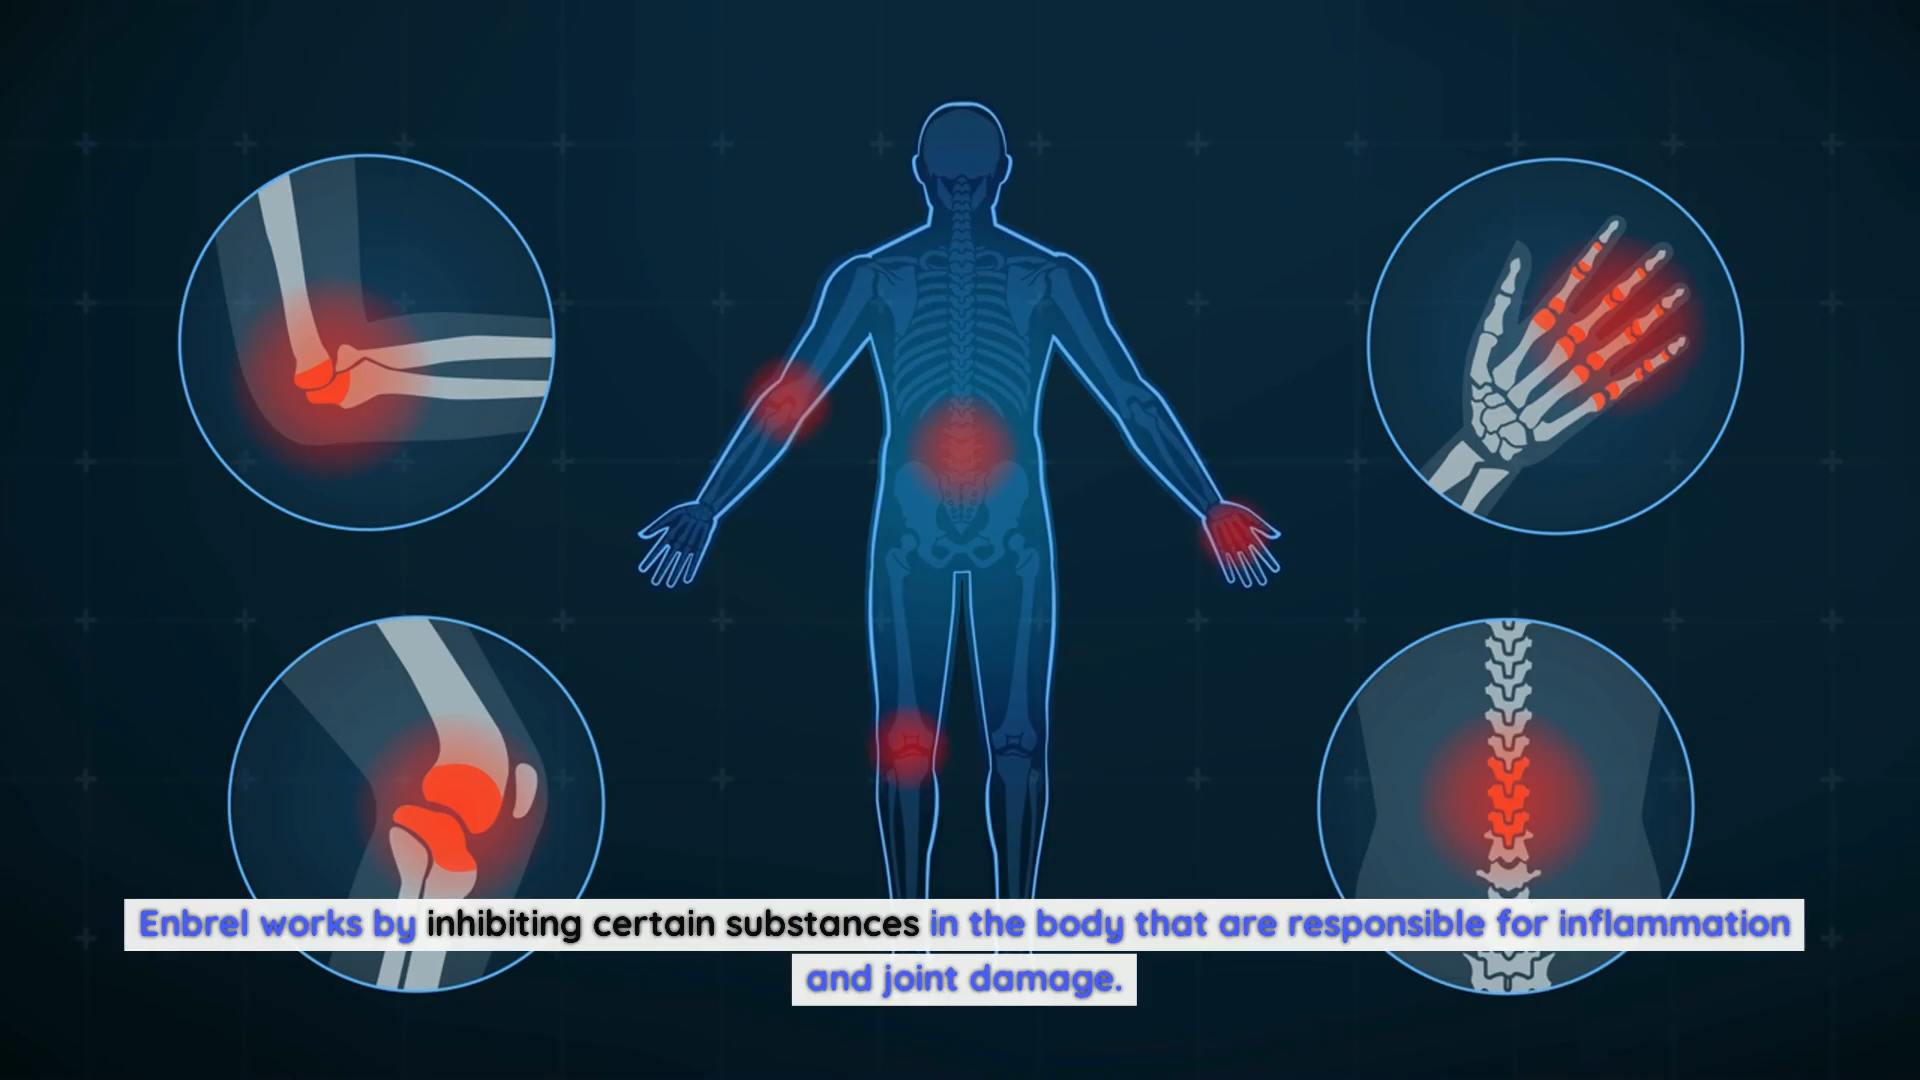 Enbrel works by inhibiting certain substances in the body that are responsible for inflammation
and joint damage.